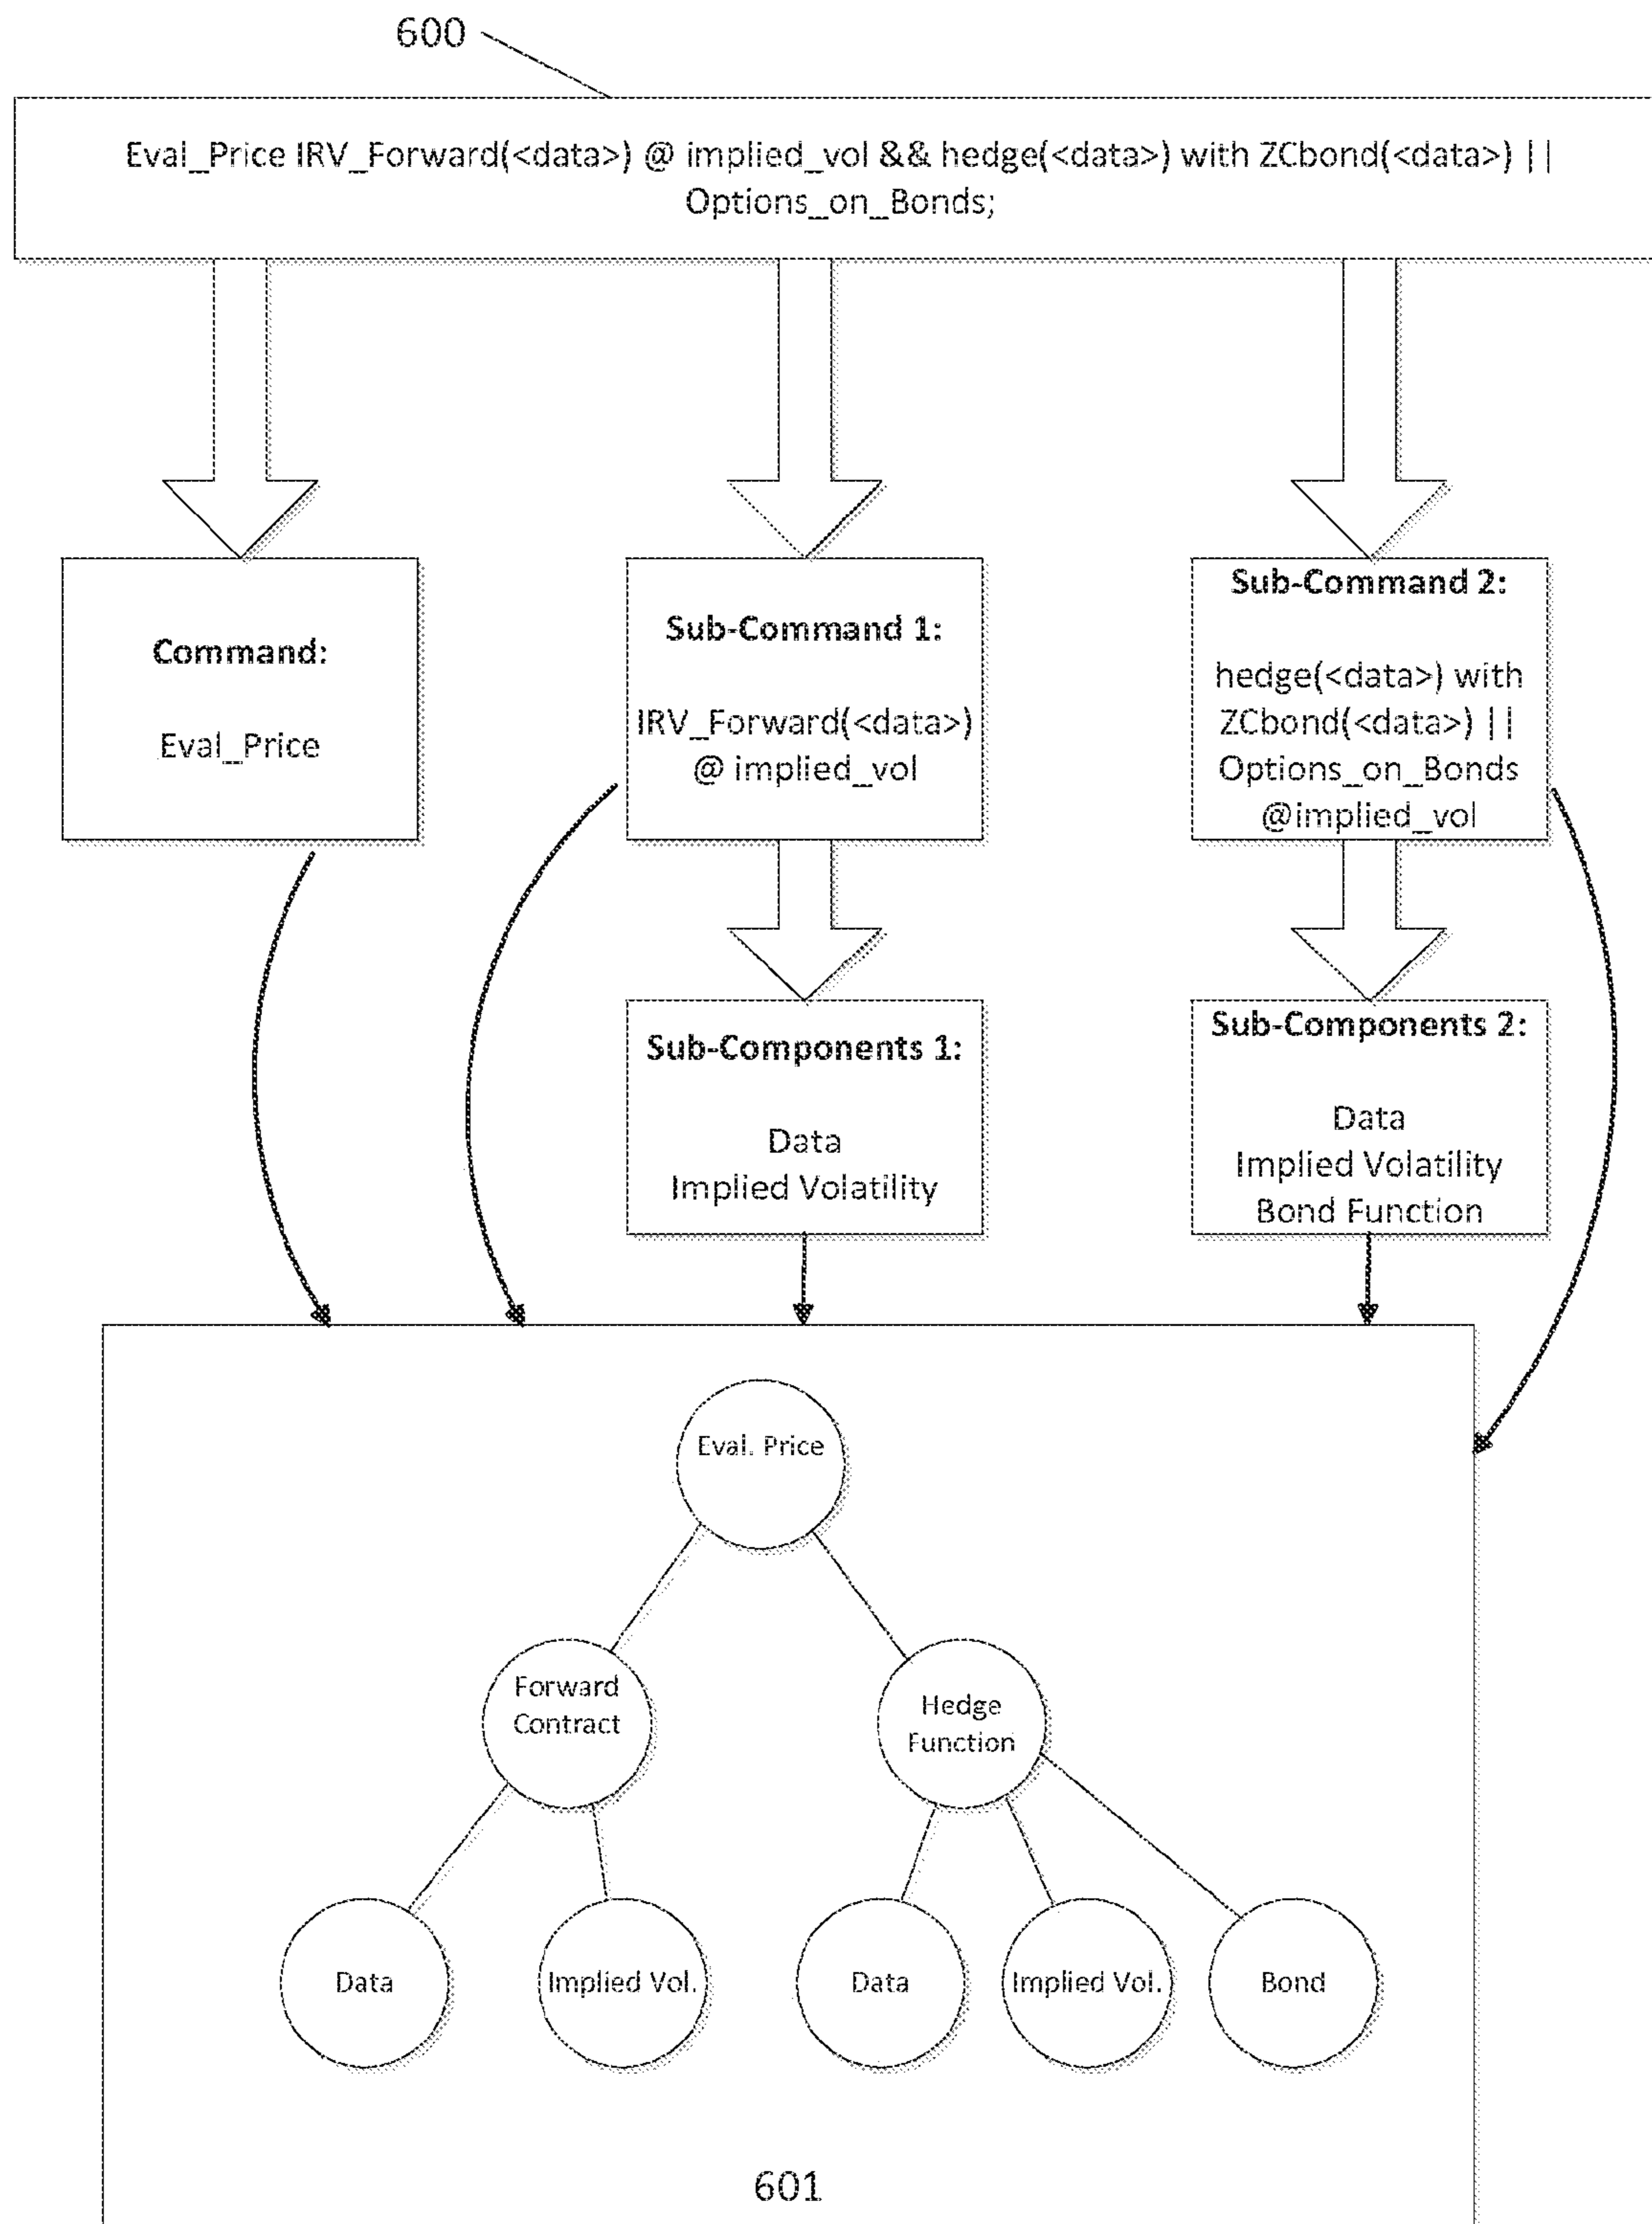 600
Eval_Price IRV_Forward(<data>) @ implied_vol && hedge(<data>) with ZCbond(<data>) ||
Options_on_Bonds;
Command:
Eval_Price
Sub-Command 1:
IRV_Forward(<data>)
@ implied_vol
Sub-Command 2:
hedge(<data>) with
ZCbond(<data>) ||
Options_on_Bonds
@implied_vol
Sub-Components 1:
Data
Implied Volatility
Sub-Components 2:
Data
Implied Volatility
Bond Function
Eval. Price
Forward
Contract
Hedge
Function
Data
Implied Vol.
Data
Implied Vol.
Bond
601